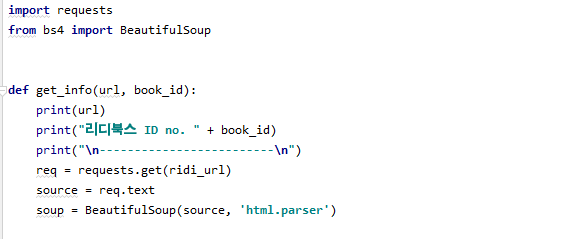 import requests
from bs4 import BeautifulSoup
def get_info(url, book_id):
    print(url)
    print("리디북스 ID no. " + book_id)
    print("\n-------------------------\n")
    req = requests.get(ridi_url)
    source = req.text
    soup = BeautifulSoup(source, 'html.parser')